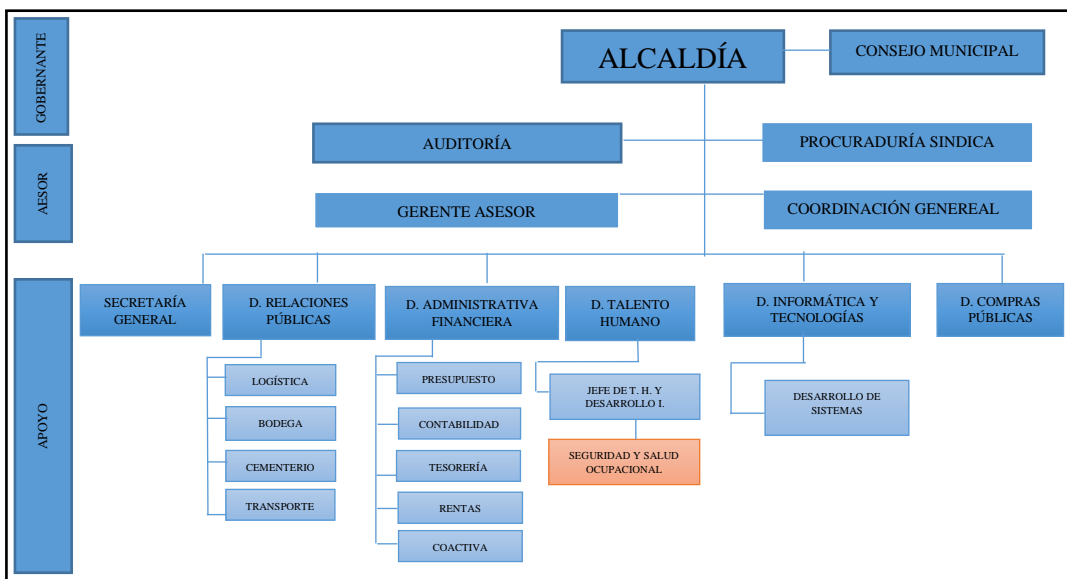 GOBERNANTE
ALCALDÍA
CONSEJO MUNICIPAL
AESOR
AUDITORÍA
PROCURADURÍA SINDICA
GERENTE ASESOR
COORDINACIÓN GENEREAL
APOYO
SECRETARÍA
GENERAL
D. RELACIONES
PÚBLICAS
D. ADMINISTRATIVA
FINANCIERA
D. TALENTO
HUMANO
D. INFORMÁTICA Y
TECNOLOGÍAS
D. COMPRAS
PÚBLICAS
LOGÍSTICA
BODEGA
CEMENTERIO
TRANSPORTE
PRESUPUESTO
CONTABILIDAD
TESORERÍA
RENTAS
COACTIVA
JEFE DE T. H. Y
DESARROLLO I.
SEGURIDAD Y SALUD
OCUPACIONAL
DESARROLLO DE
SISTEMAS